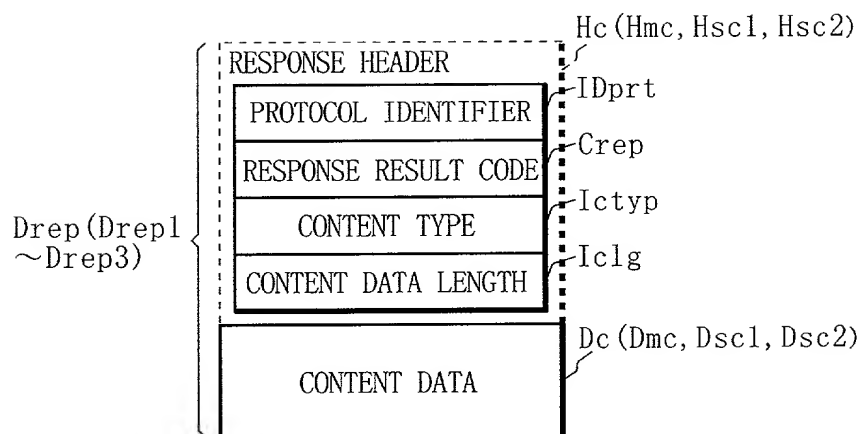 Hc(Hmc, Hsc1, Hsc2)
RESPONSE HEADER
IDprt
PROTOCOL IDENTIFIER
Crep
RESPONSE RESULT CODE
Ictyp
CONTENT TYPE
Drep(Drep1
～Drep3)
Iclg
CONTENT DATA LENGTH
Dc(Dmc, Dsc1, Dsc2)
CONTENT DATA